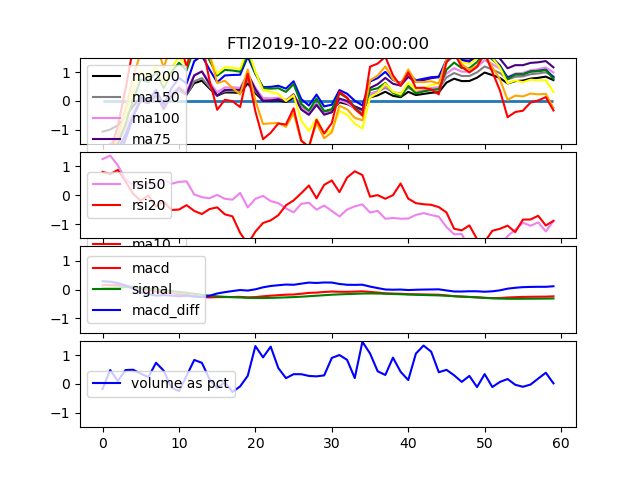 FTI2019-10-22 00:00:00
1
0
−1
ma200
ma150
ma100
ma75
1
0
−1
rsi50
rsi20
ma10
1
0
−1
macd
signal
macd_diff
1
0
−1
volume as pct
0 10 20 30 40 50 60